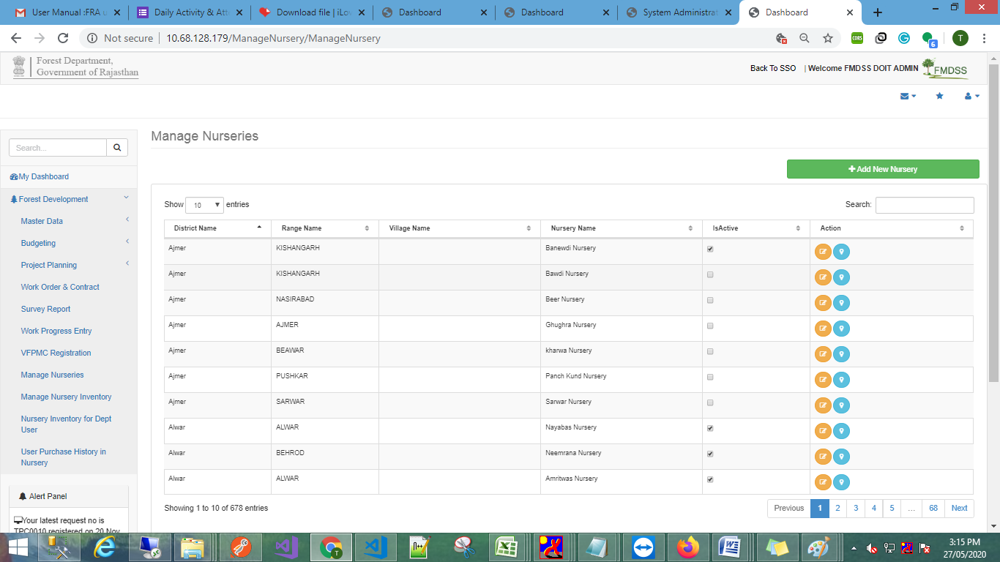 User Manual :FRA u
Daily Activity & Att
Download file | iLov
Dashboard
Dashboard
System Administrat
Dashboard
Not secure | 10.68.128.179/ManageNursery/ManageNursery
CORS
6
T
Forest Department,
Government of Rajasthan
Back To SSO | Welcome FMDSS DOIT ADMIN
FMDSS
Search...
My Dashboard
Forest Development
Master Data
Budgeting
Project Planning
Work Order & Contract
Survey Report
Work Progress Entry
VFPMC Registration
Manage Nurseries
Manage Nursery Inventory
Nursery Inventory for Dept
User
User Purchase History in
Nursery
Alert Panel
Your latest request no is
TPC0010 registered on 20 Nov
Manage Nurseries
Add New Nursery
Show 10 entries
Search:
District Name Range Name Village Name Nursery Name IsActive Action
Ajmer KISHANGARH Banewdi Nursery
Ajmer KISHANGARH Bawdi Nursery
Ajmer NASIRABAD Beer Nursery
Ajmer AJMER Ghughra Nursery
Ajmer BEAWAR kharwa Nursery
Ajmer PUSHKAR Panch Kund Nursery
Ajmer SARWAR Sarwar Nursery
Alwar ALWAR Nayabas Nursery
Alwar BEHROD Neemrana Nursery
Alwar ALWAR Amritwas Nursery
Showing 1 to 10 of 678 entries
Previous 1 2 3 4 5 … 68 Next
3:15 PM
27/05/2020